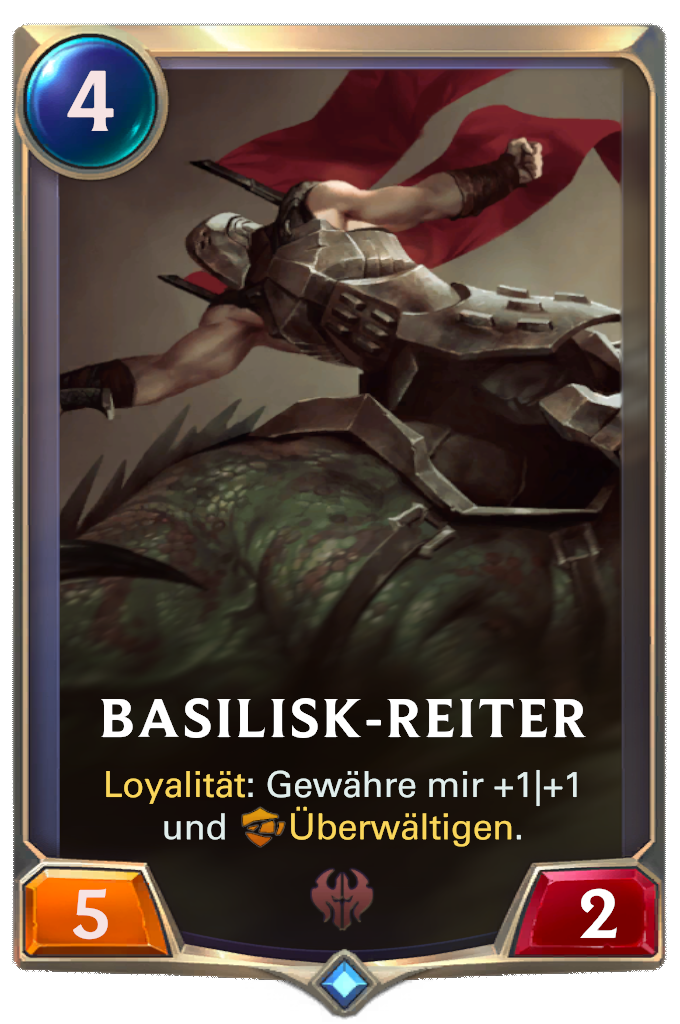 4
BASILISK-REITER
Loyalität: Gewähre mir +1|+1
und Überwältigen.
5
2